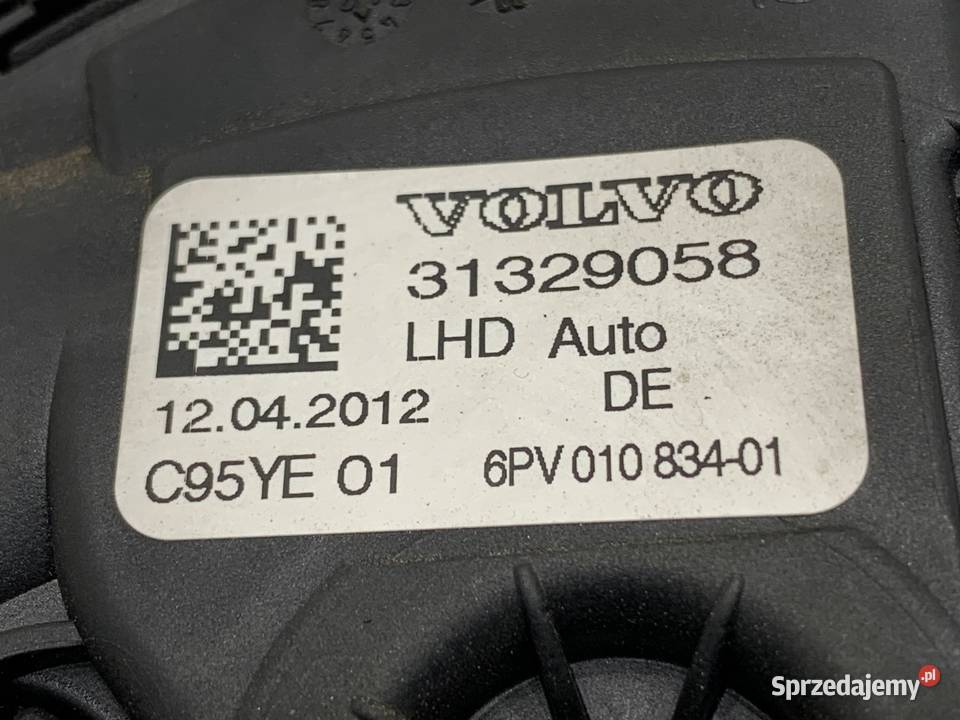 VOLVO
31329058
LHD Auto
DE
12.04.2012
C95YE 01
6PV 010 834-01
Sprzedajemy.pl